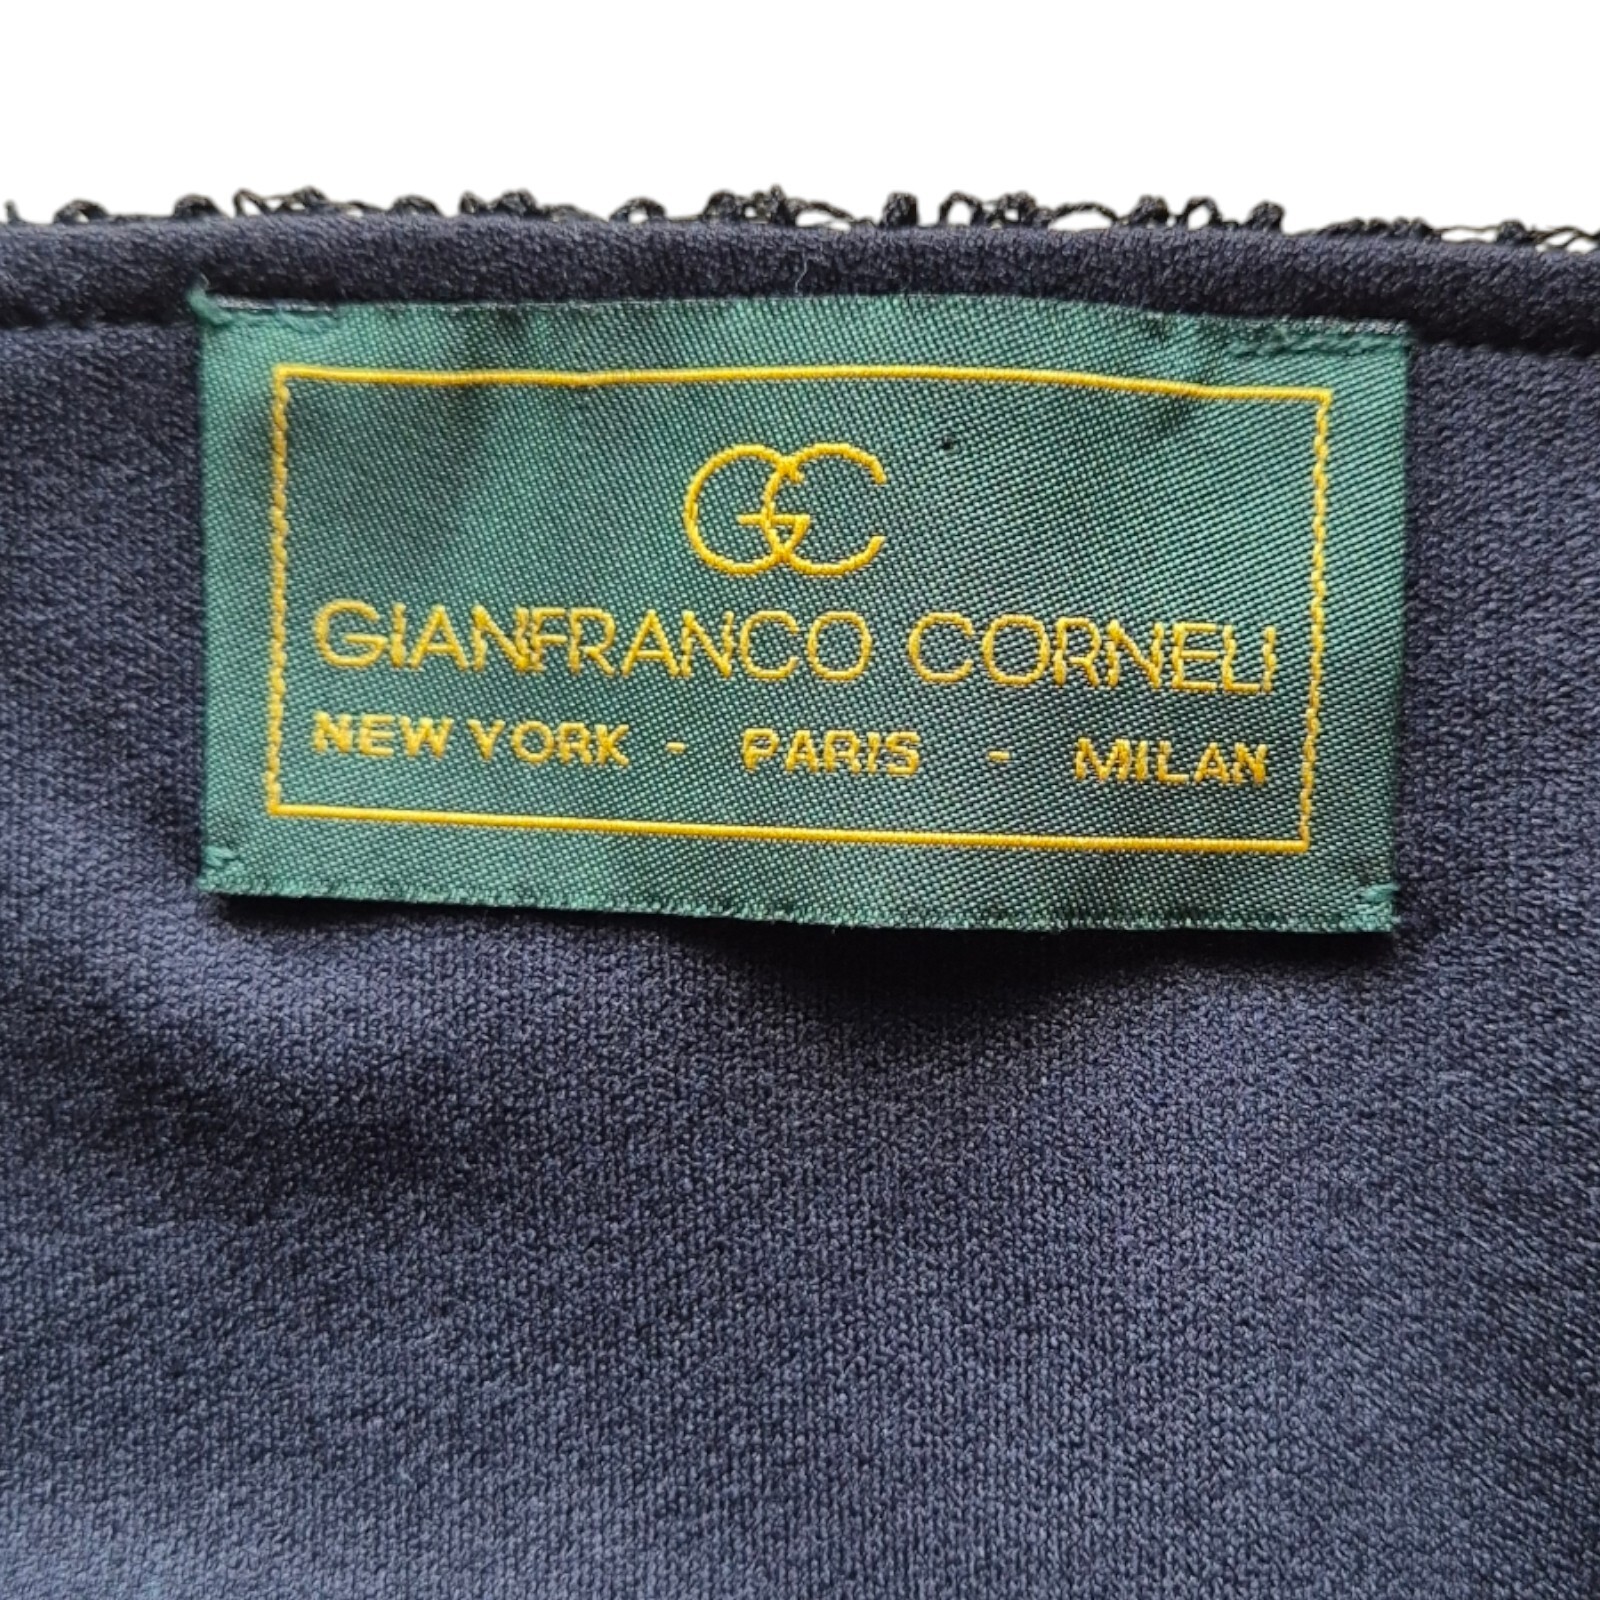 GC
GIANFRANCO CORNELI
NEW YORK - PARIS - MILAN